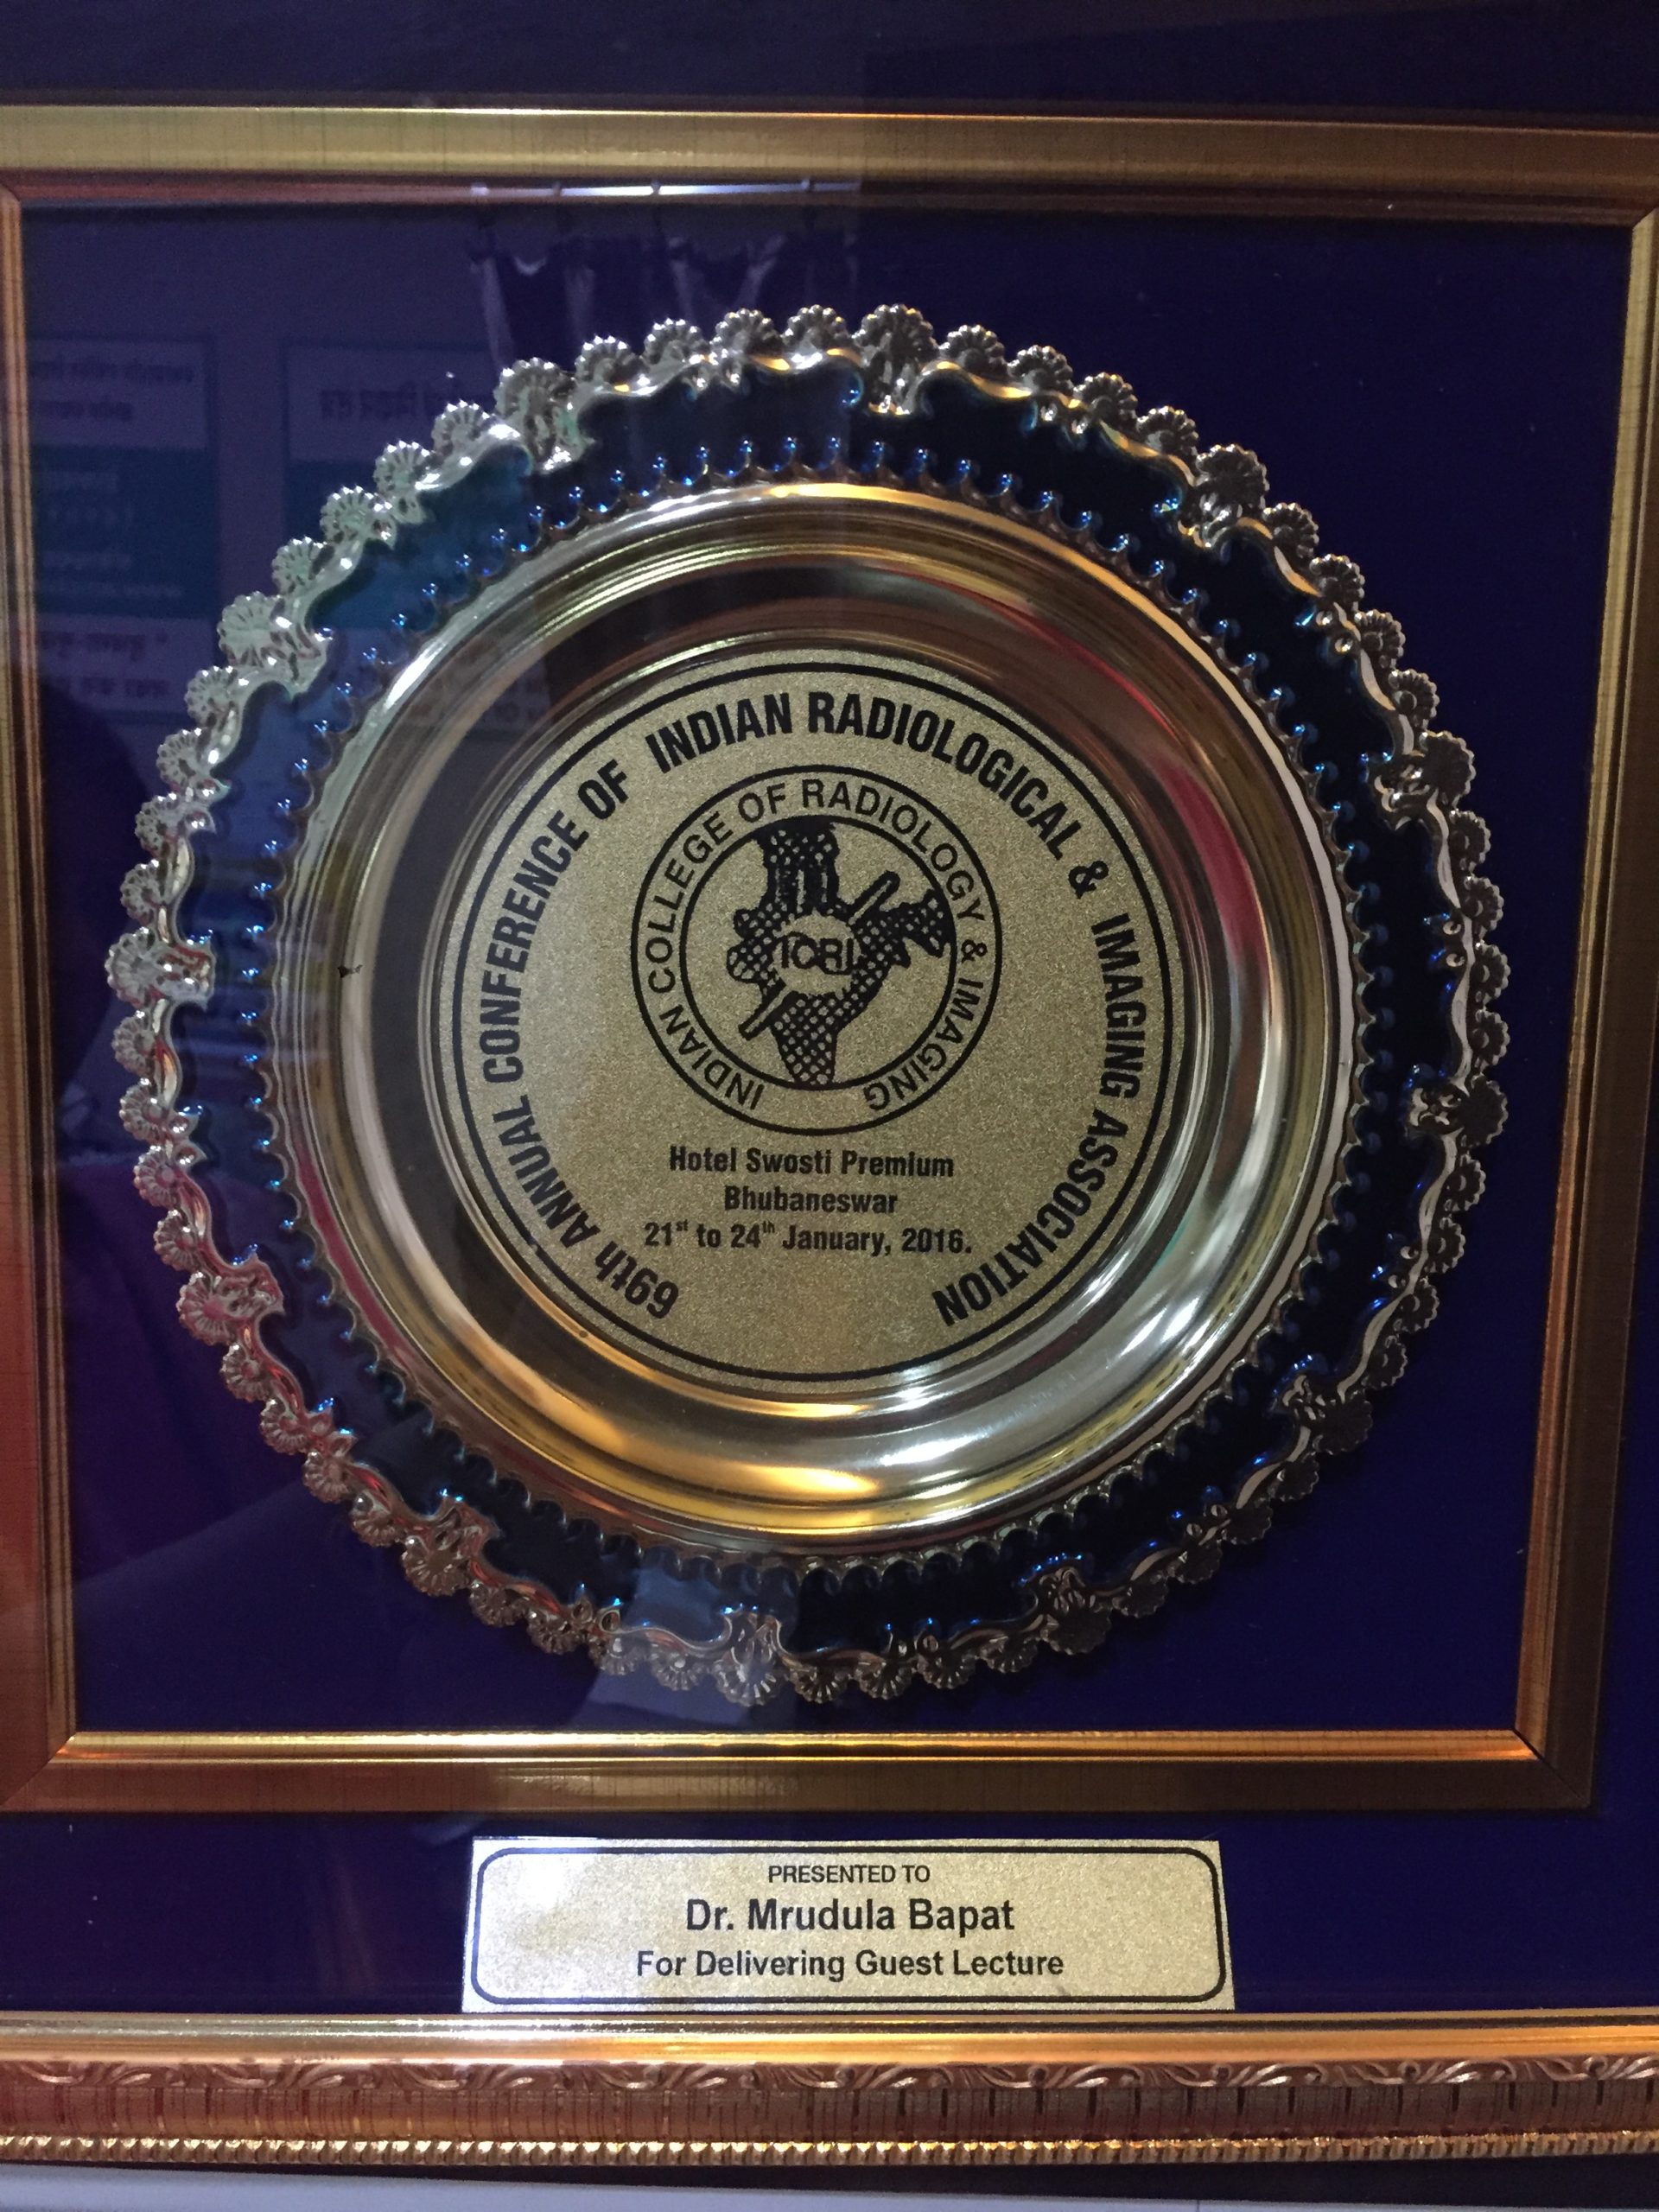 69th ANNUAL CONFERENCE OF INDIAN RADIOLOGICAL & IMAGING ASSOCIATION
INDIAN COLLEGE OF RADIOLOGY & IMAGING
ICRI
Hotel Swosti Premium
Bhubaneswar
21st to 24th January, 2016.
PRESENTED TO
Dr. Mrudula Bapat
For Delivering Guest Lecture